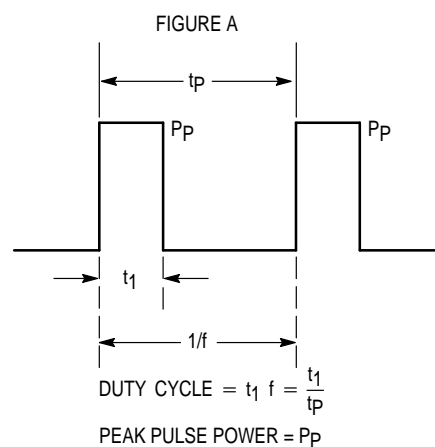 FIGURE A
tP
PP PP
t1
1/f
DUTY CYCLE = t1 f = t1/tP
PEAK PULSE POWER = PP